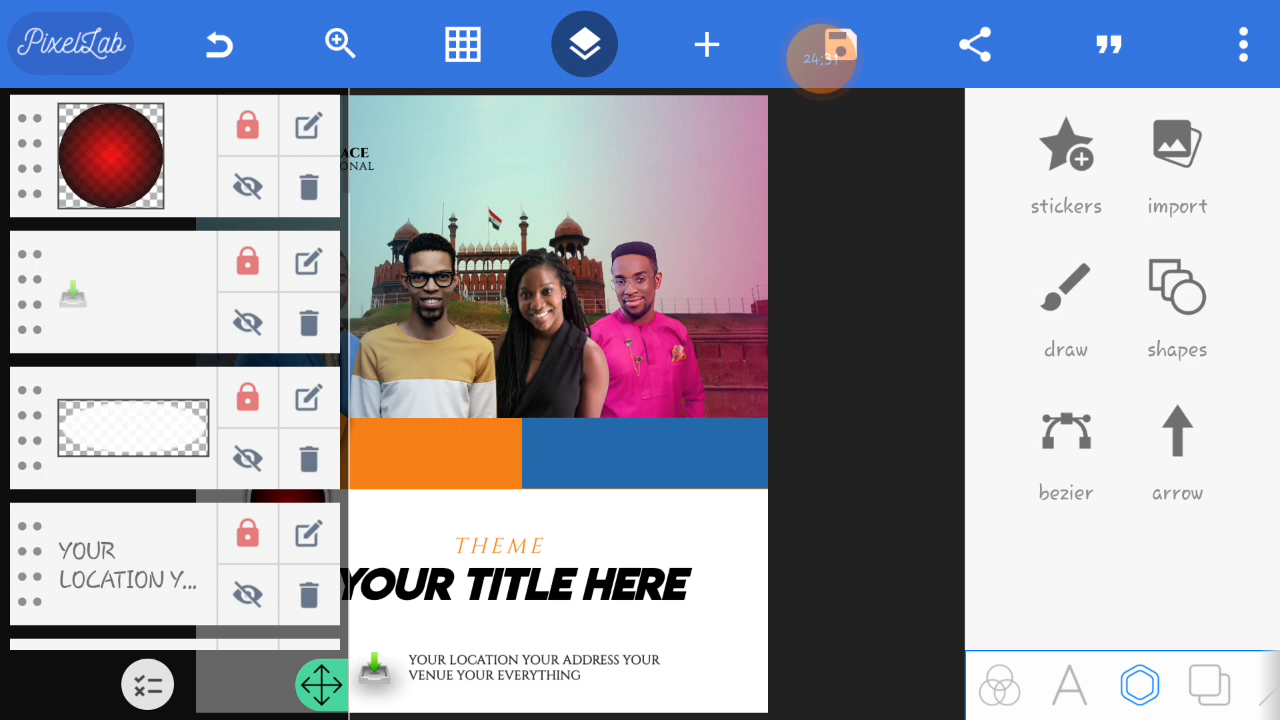 PixelLab
24:31
ACE
ONAL
stickers
import
draw
shapes
bezier
arrow
YOUR
LOCATION Y...
THEME
YOUR TITLE HERE
YOUR LOCATION YOUR ADDRESS YOUR
VENUE YOUR EVERYTHING